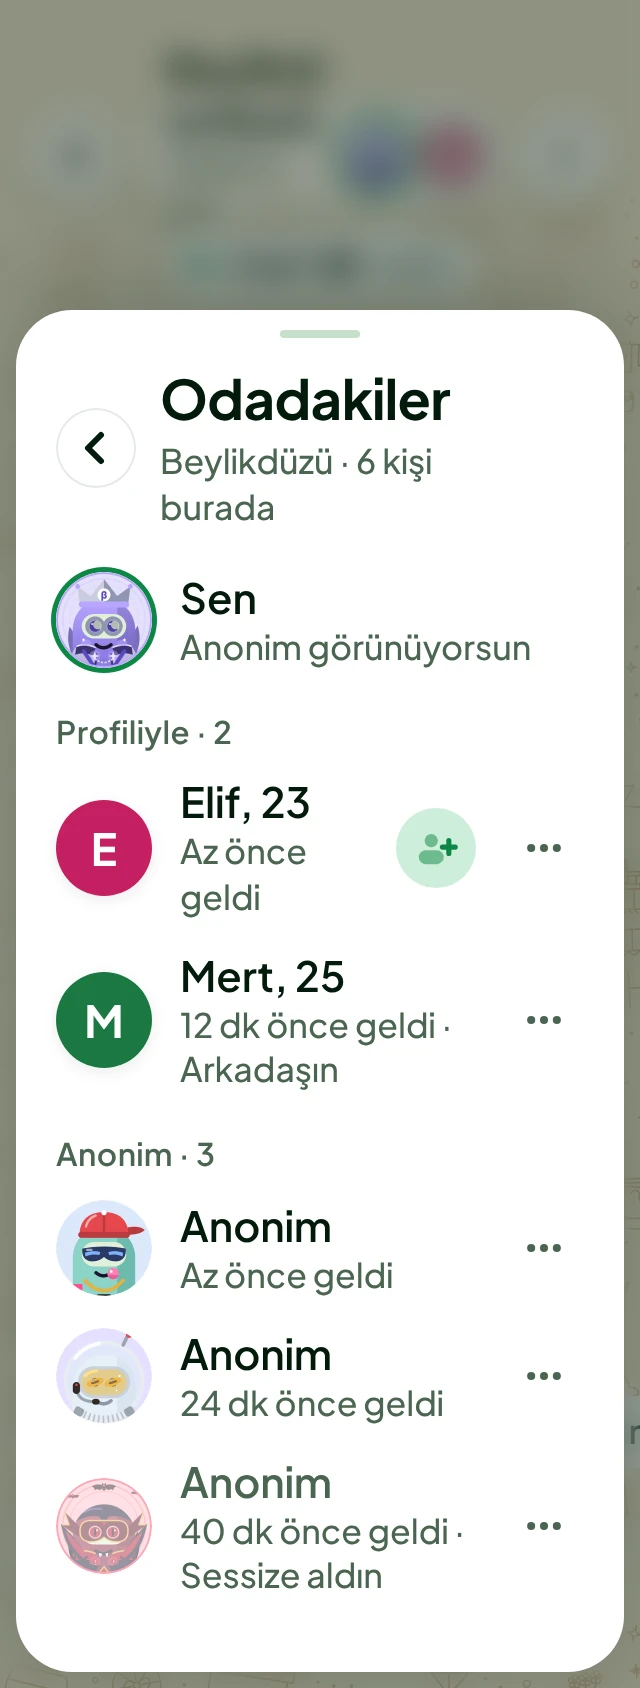 Odadakiler
Beylikdüzü · 6 kişi
burada
β
Sen
Anonim görünüyorsun
Profiliyle · 2
E
Elif, 23
Az önce
geldi
M
Mert, 25
12 dk önce geldi ·
Arkadaşın
Anonim · 3
Anonim
Az önce geldi
Anonim
24 dk önce geldi
Anonim
40 dk önce geldi ·
Sessize aldın